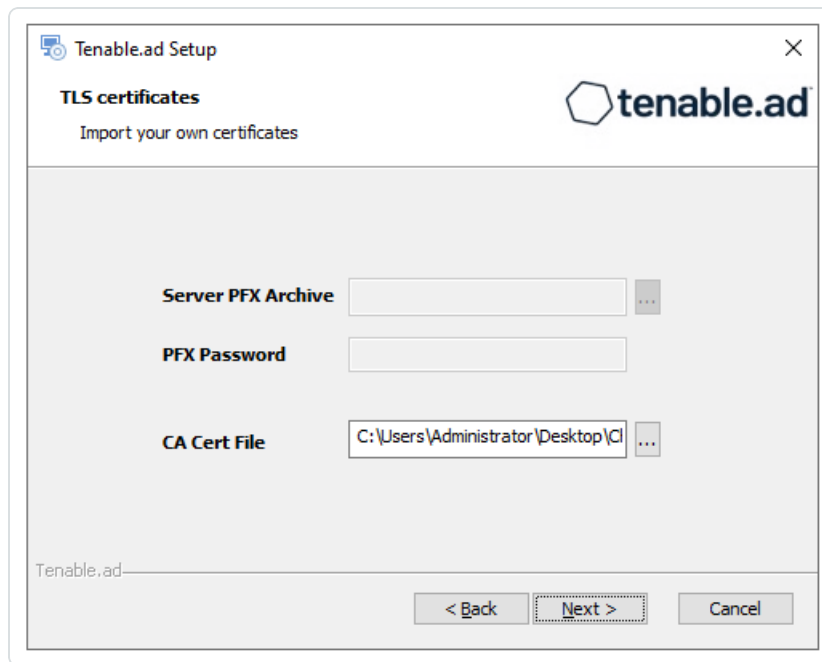 Tenable.ad Setup
TLS certificates
tenable.ad
Import your own certificates
Server PFX Archive
...
PFX Password
CA Cert File
C:\Users\Administrator\Desktop\Cl
...
Tenable.ad
< Back
Next >
Cancel